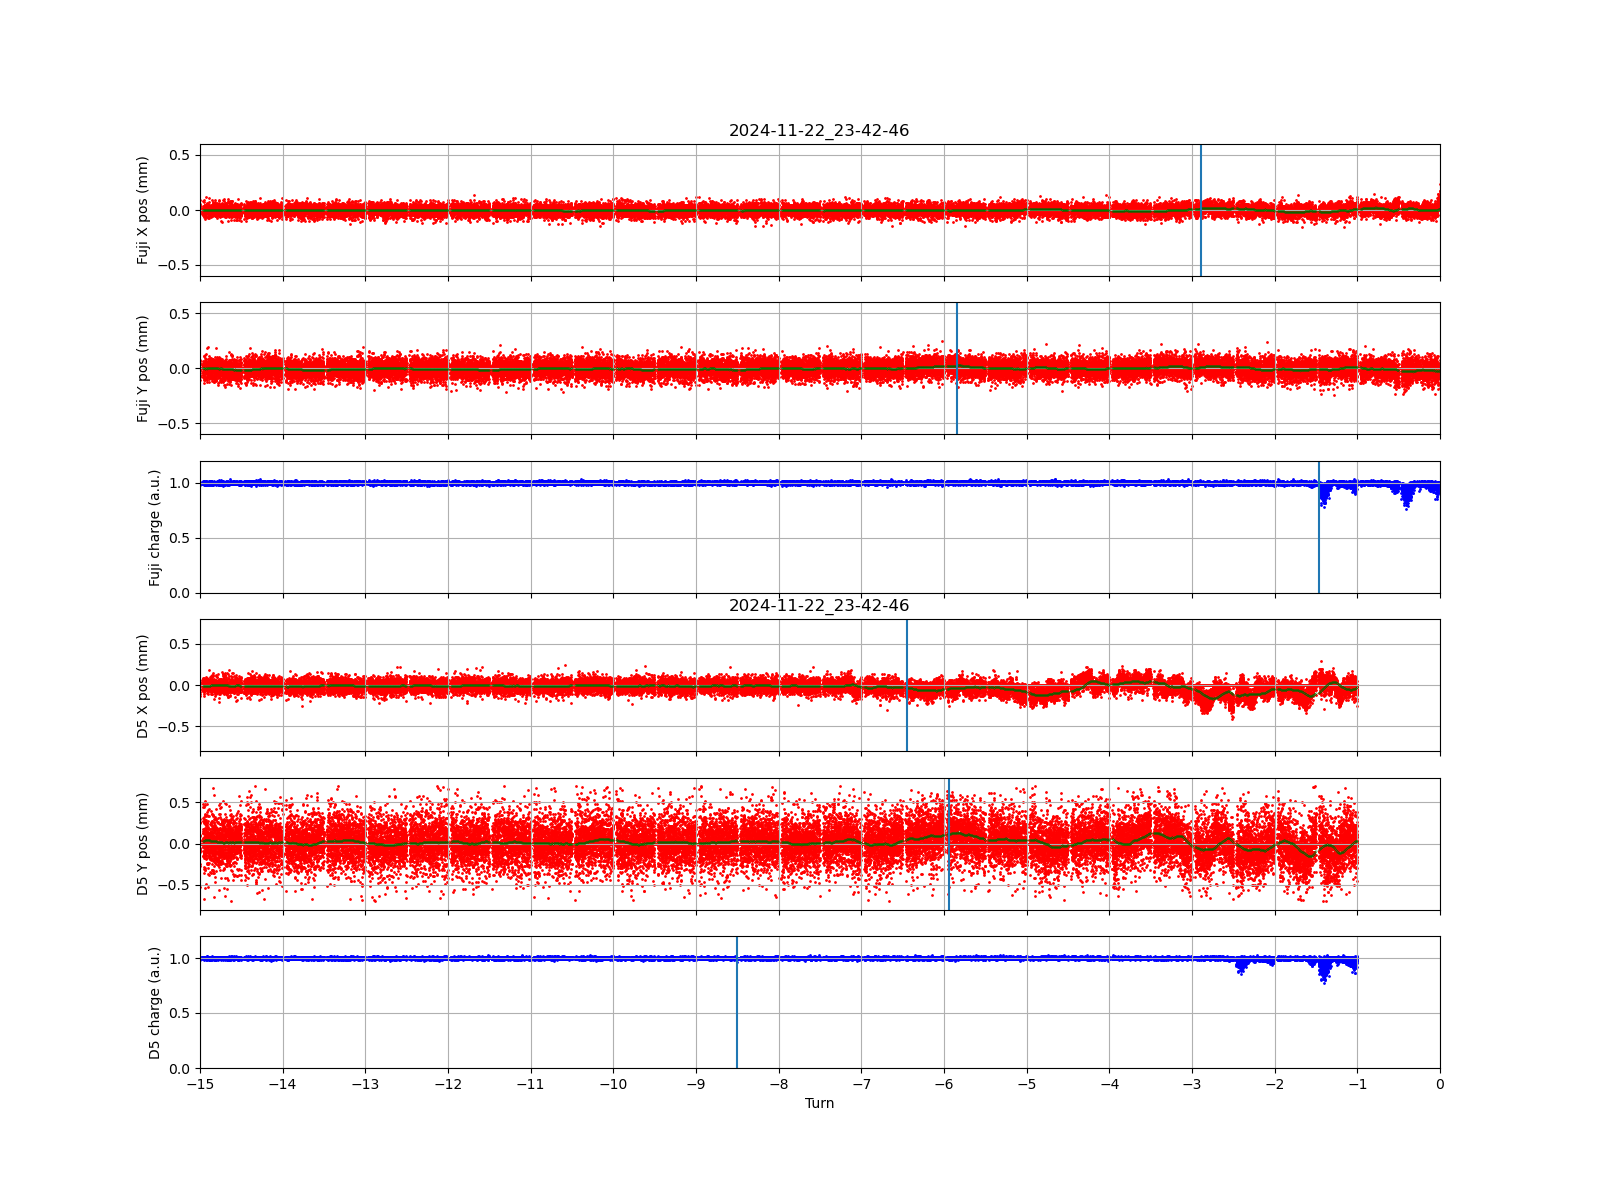 2024-11-22_23-42-46
Fuji X pos (mm)
0.5
0.0
−0.5
Fuji Y pos (mm)
0.5
0.0
−0.5
Fuji charge (a.u.)
1.0
0.5
0.0
2024-11-22_23-42-46
D5 X pos (mm)
0.5
0.0
−0.5
D5 Y pos (mm)
0.5
0.0
−0.5
D5 charge (a.u.)
1.0
0.5
0.0
−15 −14 −13 −12 −11 −10 −9 −8 −7 −6 −5 −4 −3 −2 −1 0
Turn